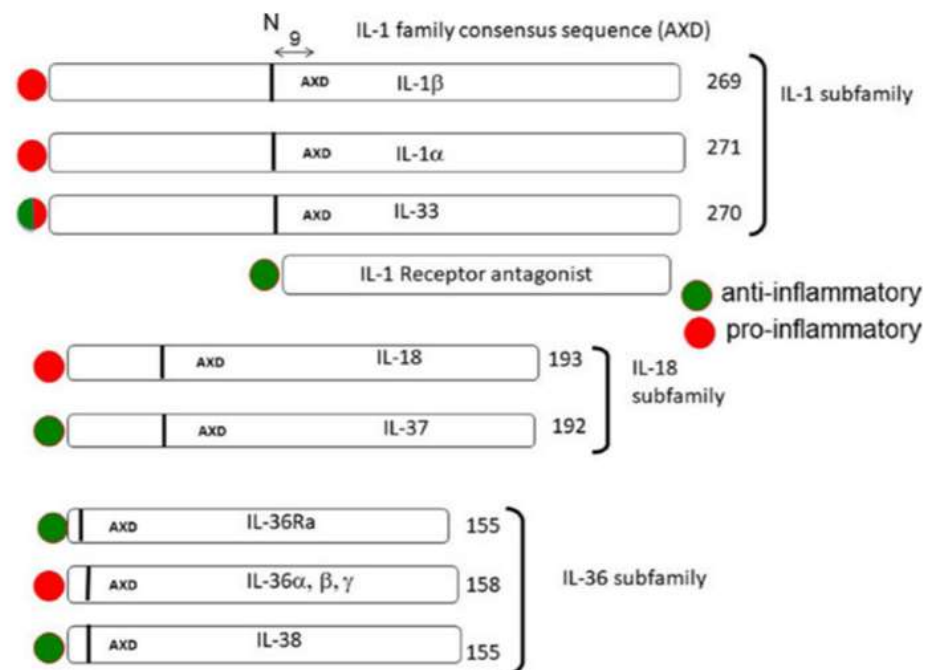 N
9
IL-1 family consensus sequence (AXD)
AXD IL-1β 269
IL-1 subfamily
AXD IL-1α 271
AXD IL-33 270
IL-1 Receptor antagonist
anti-inflammatory
pro-inflammatory
AXD IL-18 193
IL-18
subfamily
AXD IL-37 192
AXD IL-36Ra 155
AXD IL-36α, β, γ 158
IL-36 subfamily
AXD IL-38 155